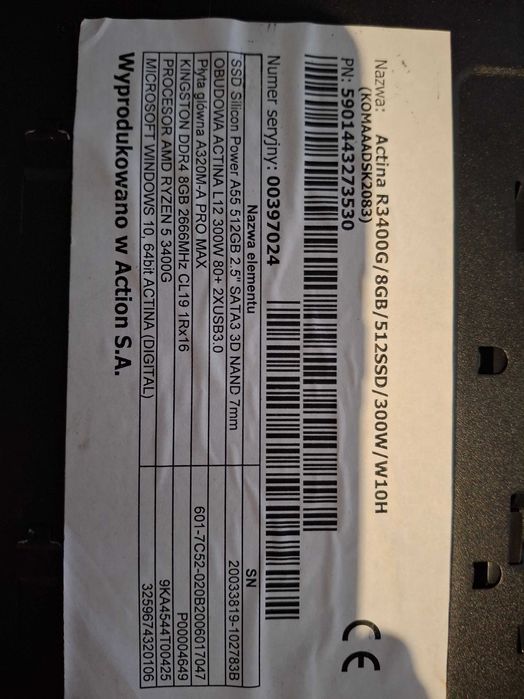 Nazwa: Actina R3400G/8GB/512SSD/300W/W10H
(KOMAAADSK2083)
PN: 5901443273530
CE
Numer seryjny: 00397024
Nazwa elementu SN
SSD Silicon Power A55 512GB 2.5" SATA3 3D NAND 7mm 20033819-102783B
OBUDOWA ACTINA L12 300W 80+ 2XUSB3.0
Płyta główna A320M-A PRO MAX 601-7C52-020B2006017047
KINGSTON DDR4 8GB 2666MHz CL19 1Rx16 P00004649
PROCESOR AMD RYZEN 5 3400G 9KA4544T00425
MICROSOFT WINDOWS 10, 64bit ACTINA (DIGITAL) 3259674320106
Wyprodukowano w Action S.A.